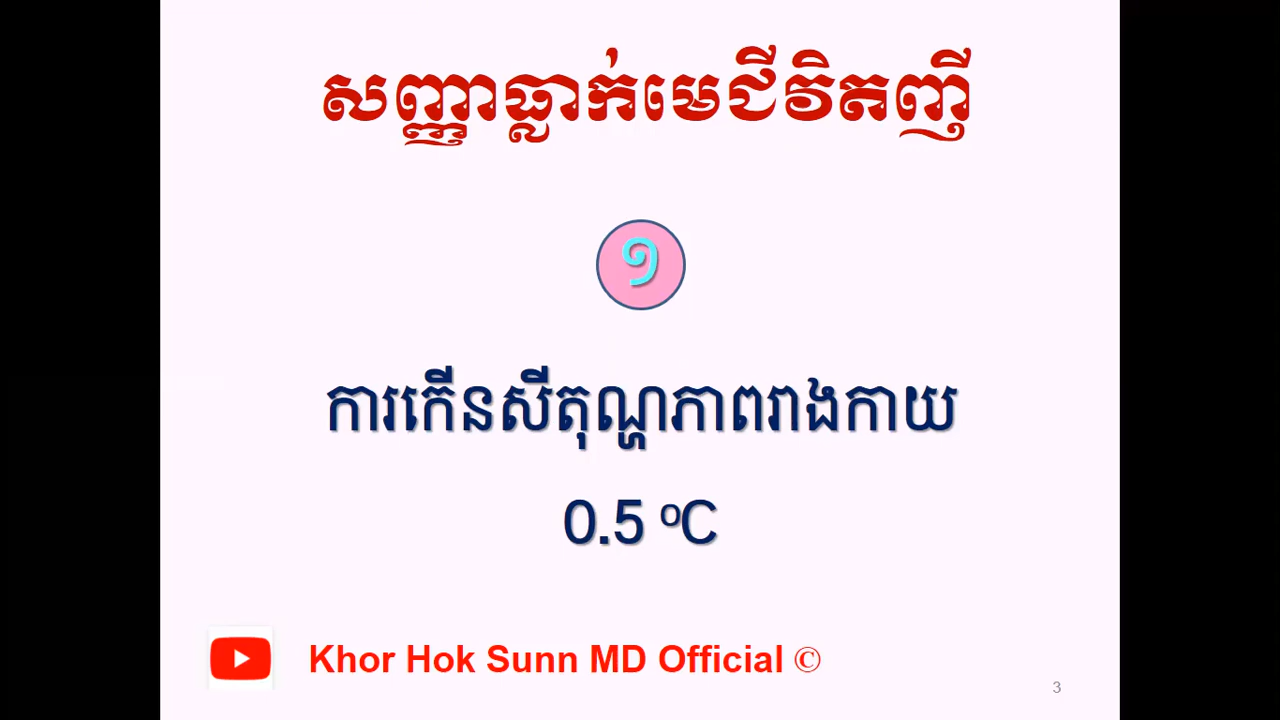 សញ្ញាធ្លាក់មេជីវិតញី
១
ការកើនសីតុណ្ហភាពរាងកាយ
0.5 ºC
Khor Hok Sunn MD Official ©
3